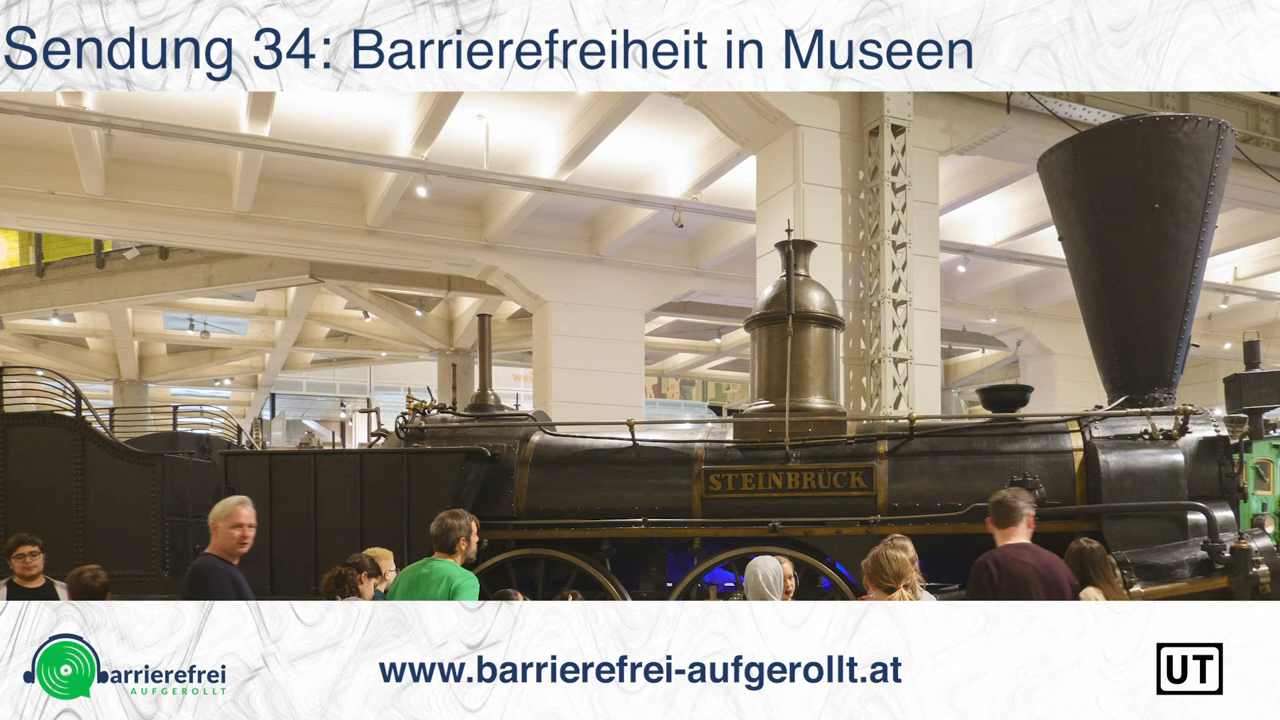 Sendung 34: Barrierefreiheit in Museen
STEINBRÜCK
barrierefrei
AUFGEROLLT
www.barrierefrei-aufgerollt.at
UT